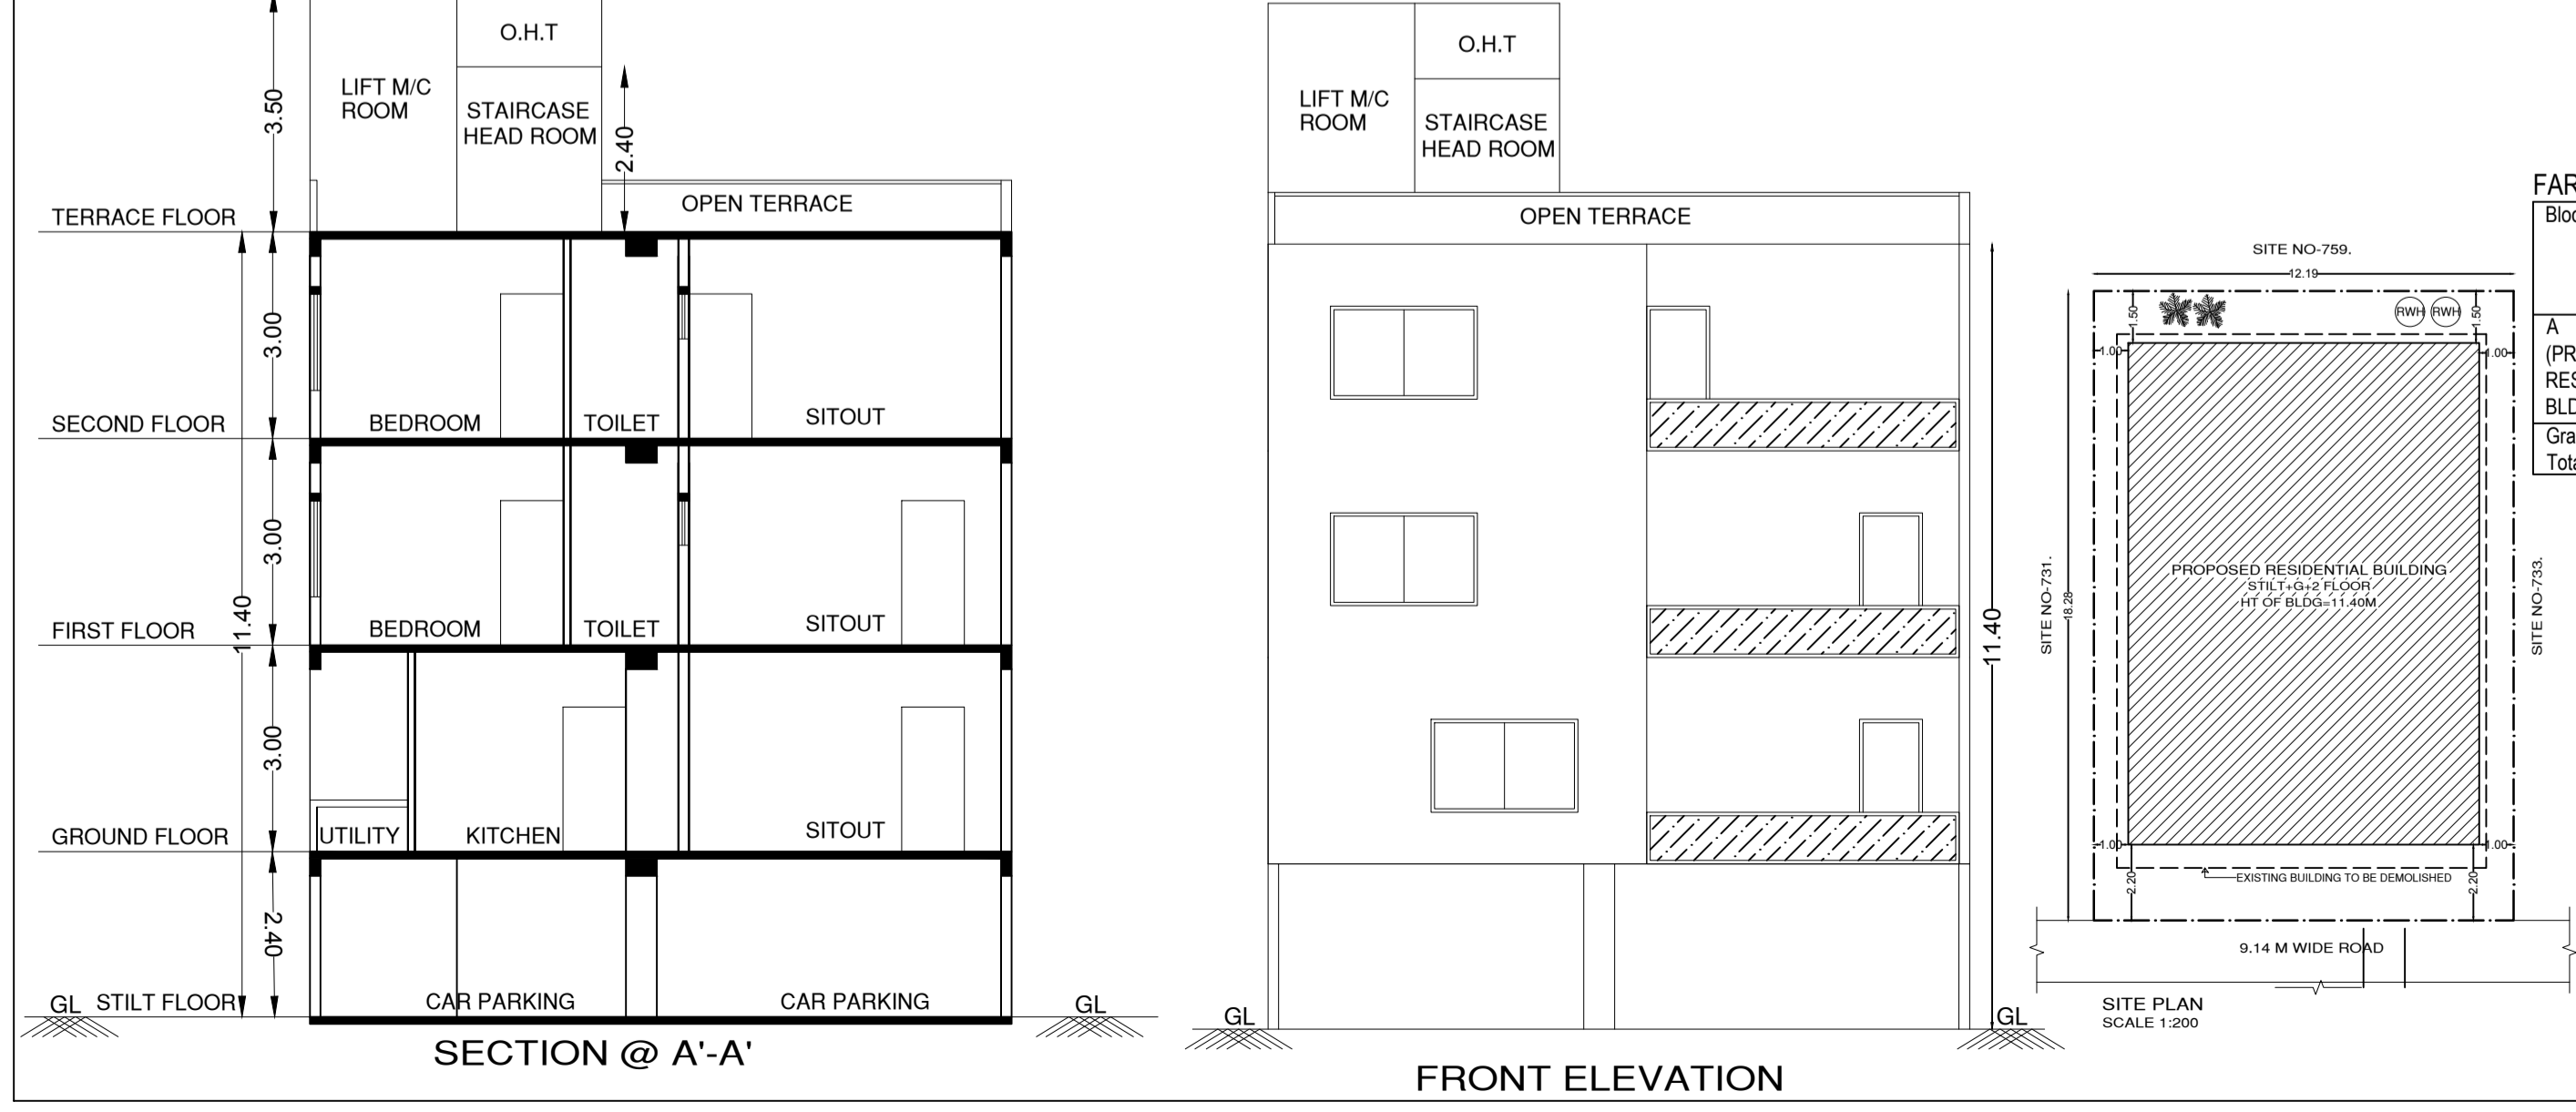 O.H.T
LIFT M/C
ROOM
STAIRCASE
HEAD ROOM
3.50
2.40
OPEN TERRACE
TERRACE FLOOR
3.00
BEDROOM
TOILET
SITOUT
SECOND FLOOR
3.00
BEDROOM
TOILET
SITOUT
FIRST FLOOR
11.40
3.00
UTILITY
KITCHEN
SITOUT
GROUND FLOOR
2.40
CAR PARKING
CAR PARKING
GL
STILT FLOOR
GL
SECTION @ A'-A'
O.H.T
LIFT M/C
ROOM
STAIRCASE
HEAD ROOM
OPEN TERRACE
11.40
GL
GL
FRONT ELEVATION
SITE NO-759.
12.19
1.50
RWH
RWH
1.50
1.00
1.00
SITE NO-731.
18.28
PROPOSED RESIDENTIAL BUILDING
STILT+G+2 FLOOR
HT OF BLDG=11.40M
SITE NO-733.
1.00
1.00
2.20
EXISTING BUILDING TO BE DEMOLISHED
2.20
9.14 M WIDE ROAD
SITE PLAN
SCALE 1:200
FAR
A